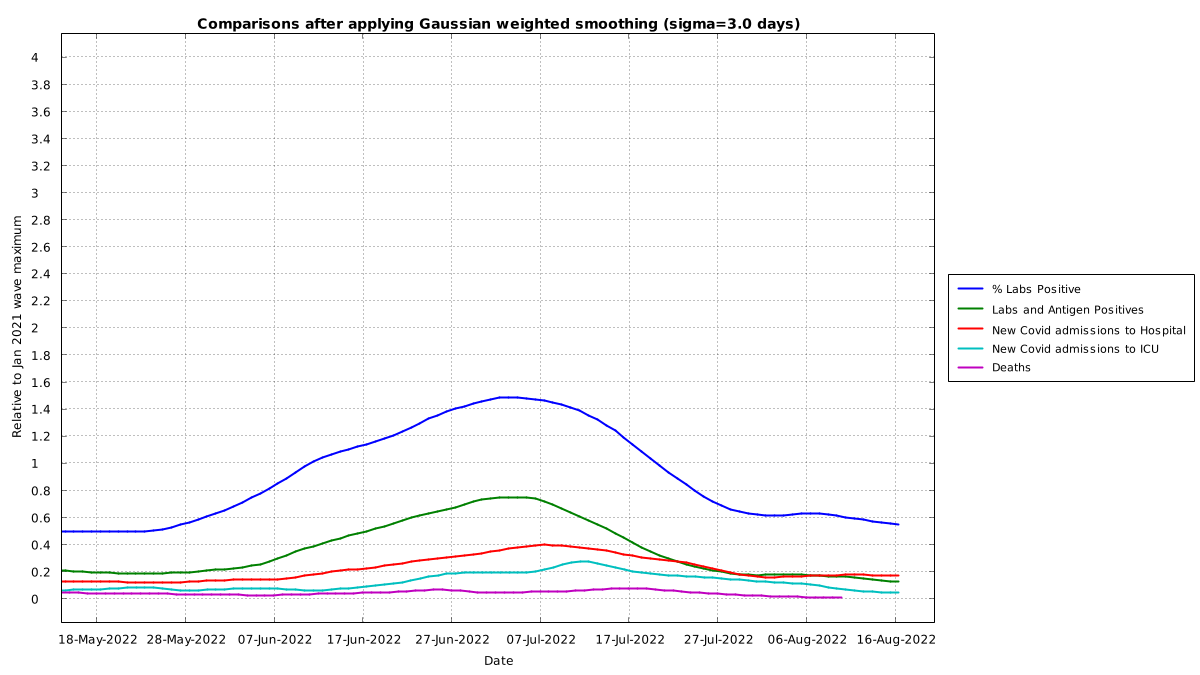 Comparisons after applying Gaussian weighted smoothing (sigma=3.0 days)
Relative to Jan 2021 wave maximum
4
3.8
3.6
3.4
3.2
3
2.8
2.6
2.4
2.2
2
1.8
1.6
1.4
1.2
1
0.8
0.6
0.4
0.2
0
18-May-2022 28-May-2022 07-Jun-2022 17-Jun-2022 27-Jun-2022 07-Jul-2022 17-Jul-2022 27-Jul-2022 06-Aug-2022 16-Aug-2022
Date
% Labs Positive
Labs and Antigen Positives
New Covid admissions to Hospital
New Covid admissions to ICU
Deaths